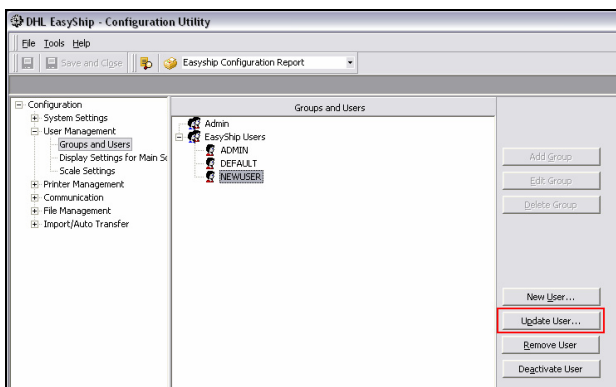 DHL EasyShip - Configuration Utility
File Tools Help
Save and Close Easyship Configuration Report
Groups and Users
Configuration
System Settings
User Management
Groups and Users
Display Settings for Main Sc
Scale Settings
Printer Management
Communication
File Management
Import/Auto Transfer
Admin
EasyShip Users
ADMIN
DEFAULT
NEWUSER
Add Group
Edit Group
Delete Group
New User...
Update User...
Remove User
Deactivate User